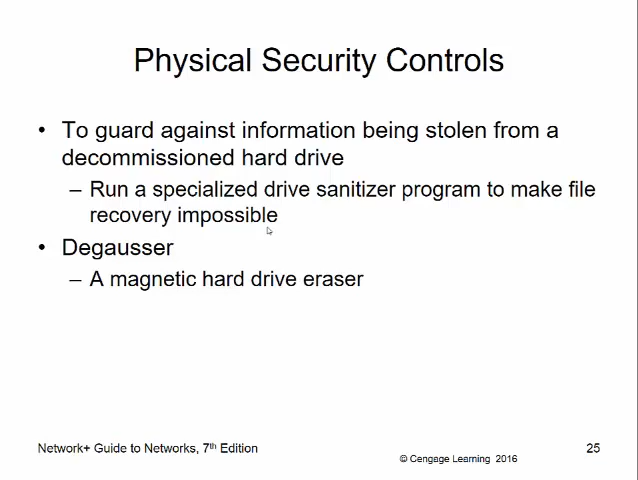 Physical Security Controls
• To guard against information being stolen from a
decommissioned hard drive
– Run a specialized drive sanitizer program to make file
recovery impossible
• Degausser
– A magnetic hard drive eraser
Network+ Guide to Networks, 7th Edition
© Cengage Learning 2016
25